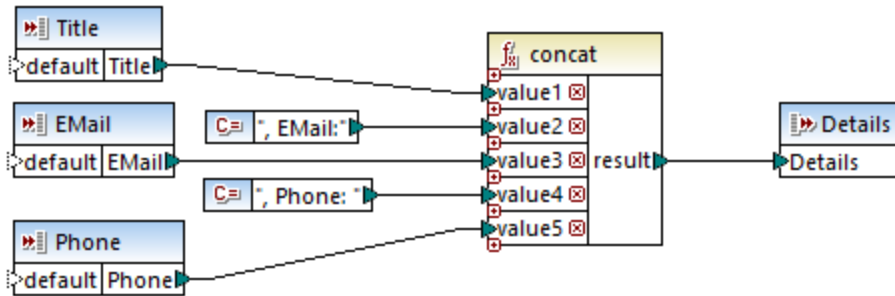 Title
default Title
EMail
default EMail
Phone
default Phone
C= ", EMail:"
C= ", Phone: "
fx concat
value1
value2
value3
value4
value5
result
Details
Details